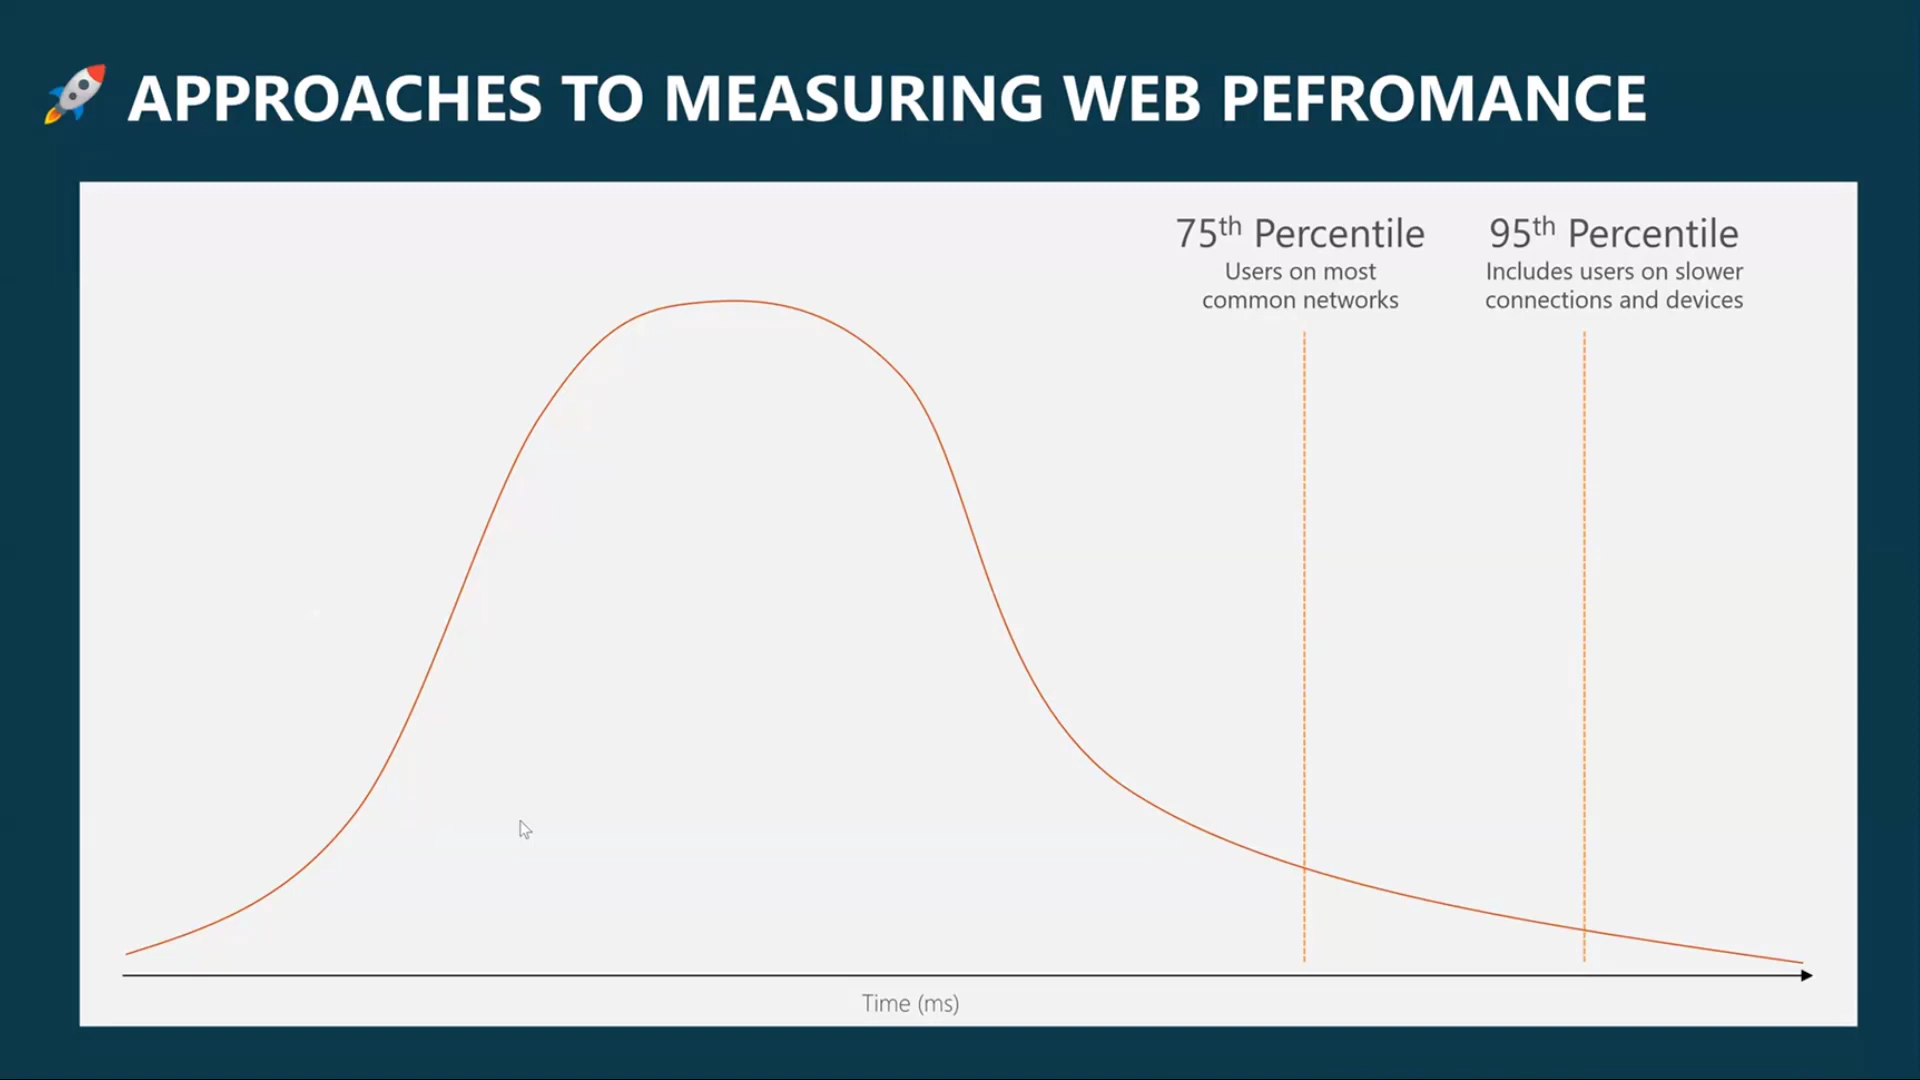 APPROACHES TO MEASURING WEB PEFROMANCE
75th Percentile
Users on most
common networks
95th Percentile
Includes users on slower
connections and devices
Time (ms)